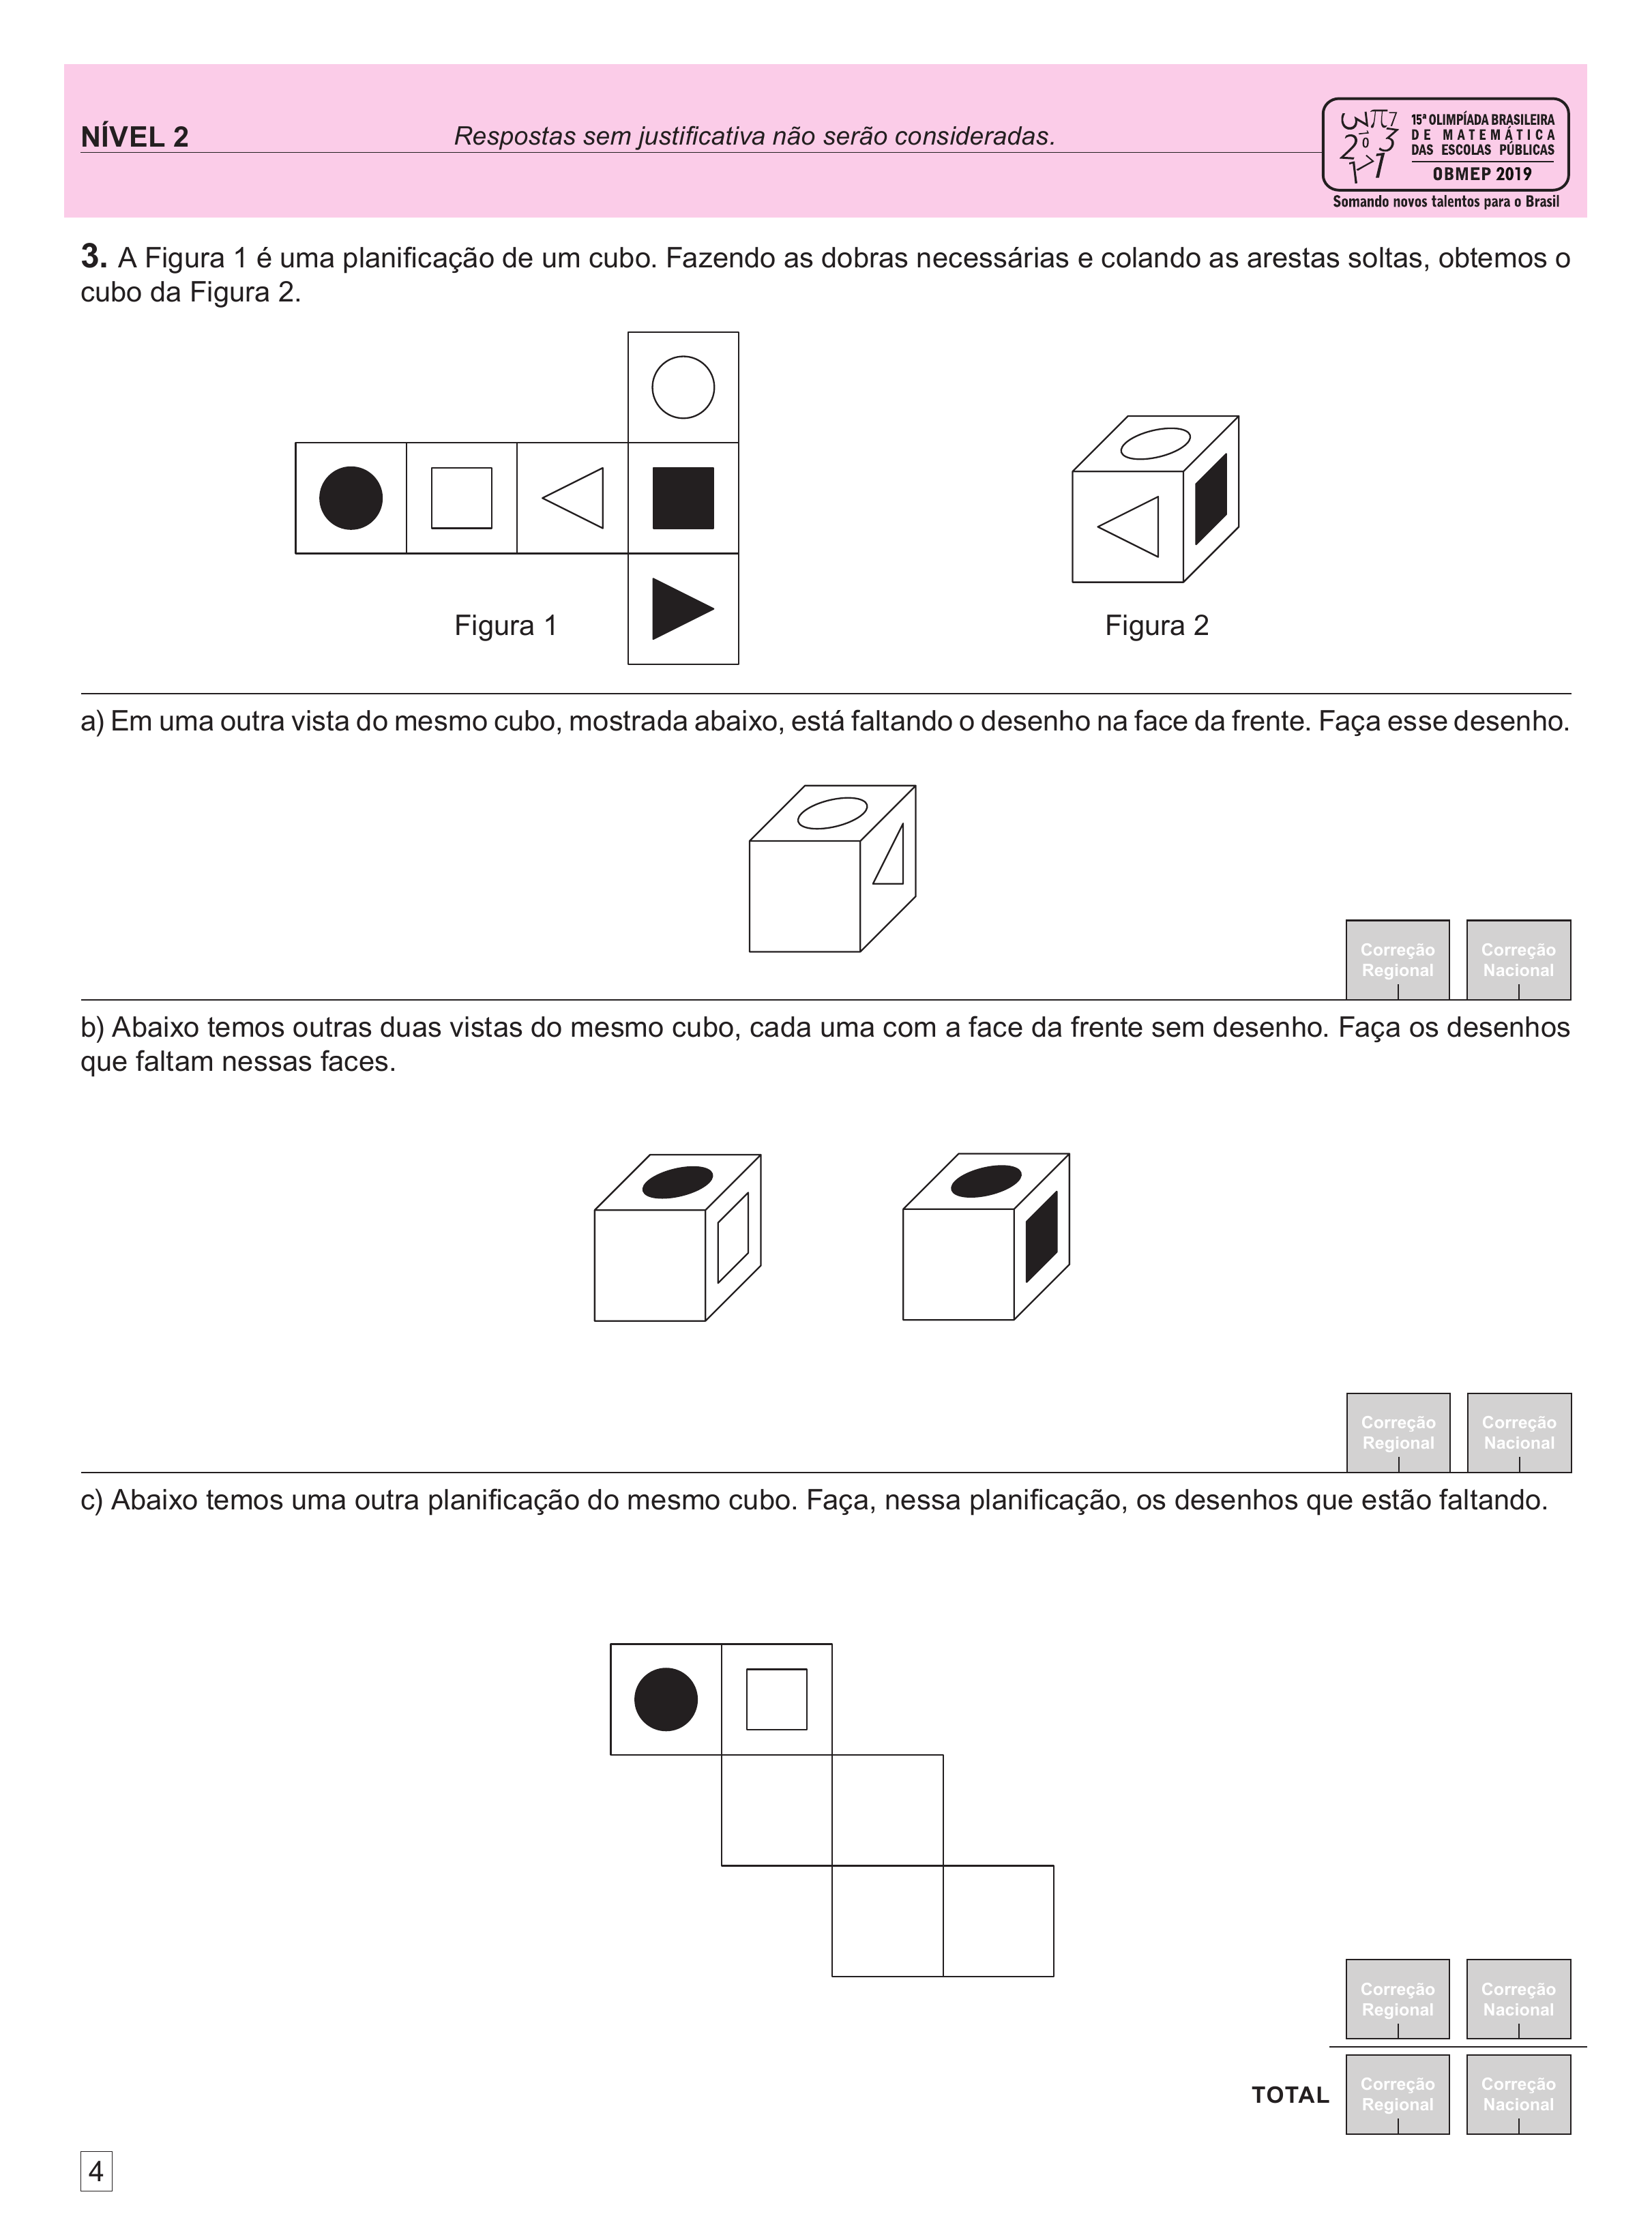 NÍVEL 2
Respostas sem justificativa não serão consideradas.
15ª OLIMPÍADA BRASILEIRA
DE MATEMÁTICA
DAS ESCOLAS PÚBLICAS
OBMEP 2019
Somando novos talentos para o Brasil
3. A Figura 1 é uma planificação de um cubo. Fazendo as dobras necessárias e colando as arestas soltas, obtemos o
cubo da Figura 2.
Figura 1
Figura 2
a) Em uma outra vista do mesmo cubo, mostrada abaixo, está faltando o desenho na face da frente. Faça esse desenho.
Correção
Regional
Correção
Nacional
b) Abaixo temos outras duas vistas do mesmo cubo, cada uma com a face da frente sem desenho. Faça os desenhos
que faltam nessas faces.
Correção
Regional
Correção
Nacional
c) Abaixo temos uma outra planificação do mesmo cubo. Faça, nessa planificação, os desenhos que estão faltando.
Correção
Regional
Correção
Nacional
TOTAL
Correção
Regional
Correção
Nacional
4